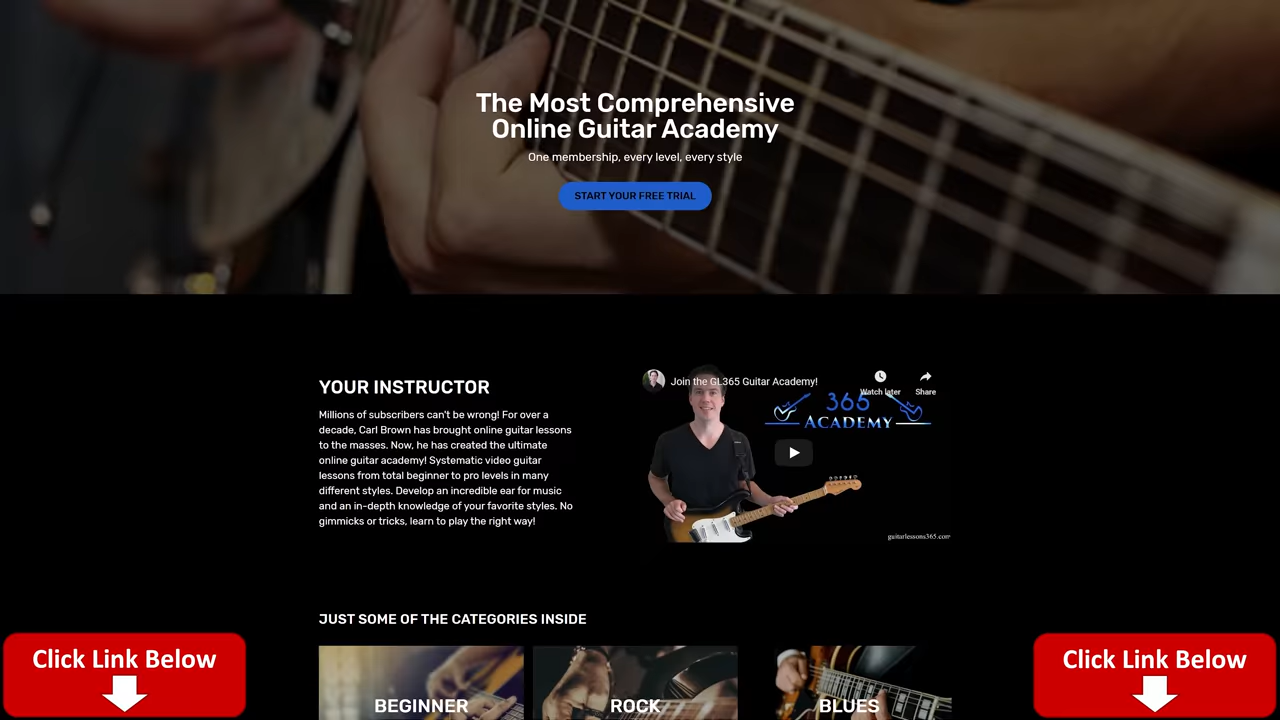 The Most Comprehensive
Online Guitar Academy
One membership, every level, every style
START YOUR FREE TRIAL
YOUR INSTRUCTOR
Millions of subscribers can't be wrong! For over a
decade, Carl Brown has brought online guitar lessons
to the masses. Now, he has created the ultimate
online guitar academy! Systematic video guitar
lessons from total beginner to pro levels in many
different styles. Develop an incredible ear for music
and an in-depth knowledge of your favorite styles. No
gimmicks or tricks, learn to play the right way!
Join the GL365 Guitar Academy!
Watch later
Share
365
ACADEMY
guitarlessons365.com
JUST SOME OF THE CATEGORIES INSIDE
BEGINNER
ROCK
BLUES
Click Link Below
Click Link Below